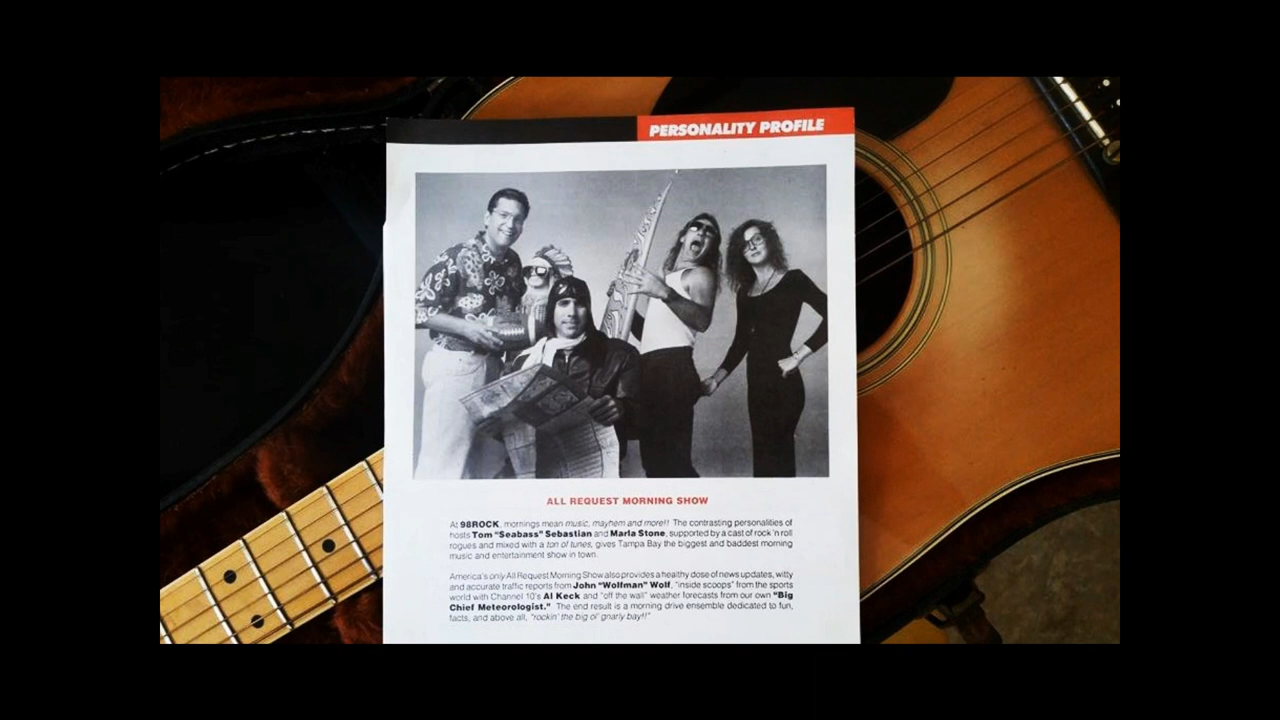 PERSONALITY PROFILE
ALL REQUEST MORNING SHOW
At 98ROCK, mornings mean music, mayhem and more!! The contrasting personalities of
hosts Tom "Seabass" Sebastian and Marla Stone, supported by a cast of rock 'n roll
rogues and mixed with a ton of tunes, gives Tampa Bay the biggest and baddest morning
music and entertainment show in town.
America's only All Request Morning Show also provides a healthy dose of news updates, witty
and accurate traffic reports from John "Wolfman" Wolf, "inside scoops" from the sports
world with Channel 10's Al Keck and "off the wall" weather forecasts from our own "Big
Chief Meteorologist." The end result is a morning drive ensemble dedicated to fun,
facts, and above all, "rockin' the big ol' gnarly bay!!"